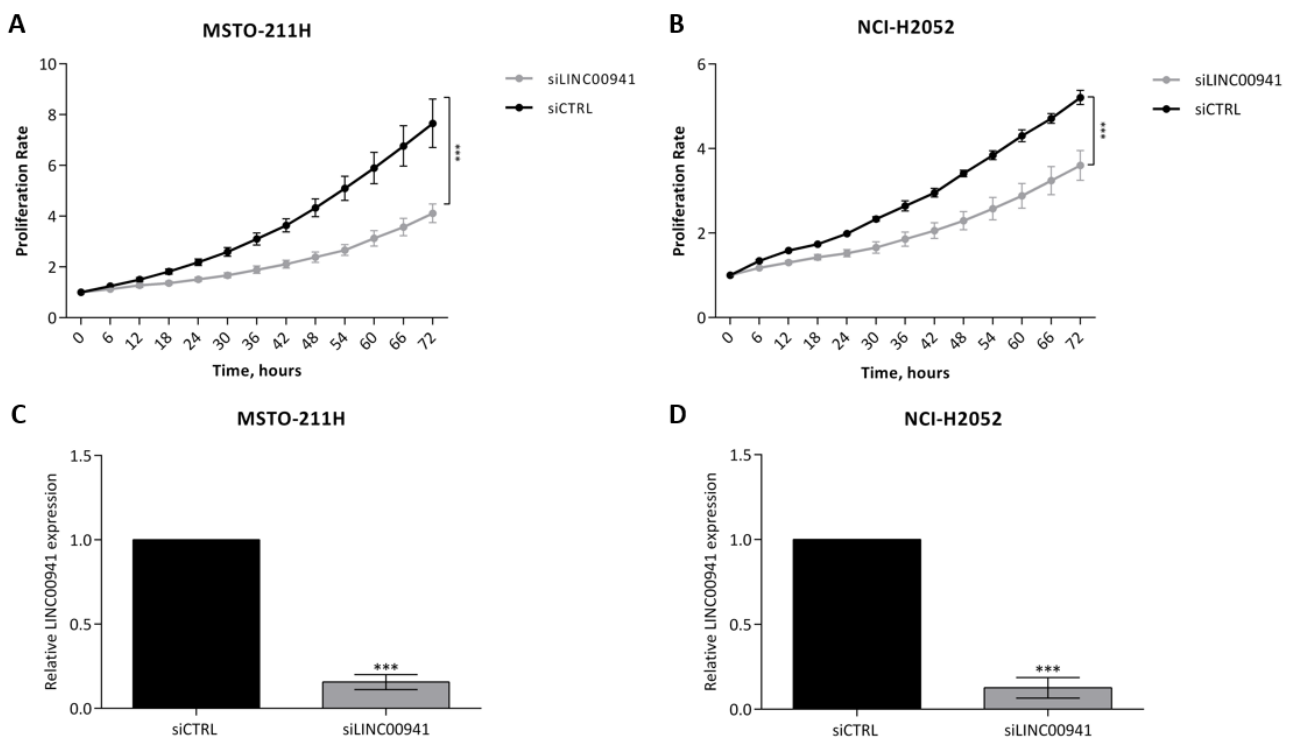 A
MSTO-211H
10
8
6
4
2
0
Proliferation Rate
0 6 12 18 24 30 36 42 48 54 60 66 72
Time, hours
siLINC00941
siCTRL
***
B
NCI-H2052
6
4
2
0
Proliferation Rate
0 6 12 18 24 30 36 42 48 54 60 66 72
Time, hours
siLINC00941
siCTRL
***
C
MSTO-211H
1.5
1.0
0.5
0.0
Relative LINC00941 expression
***
siCTRL siLINC00941
D
NCI-H2052
1.5
1.0
0.5
0.0
Relative LINC00941 expression
***
siCTRL siLINC00941